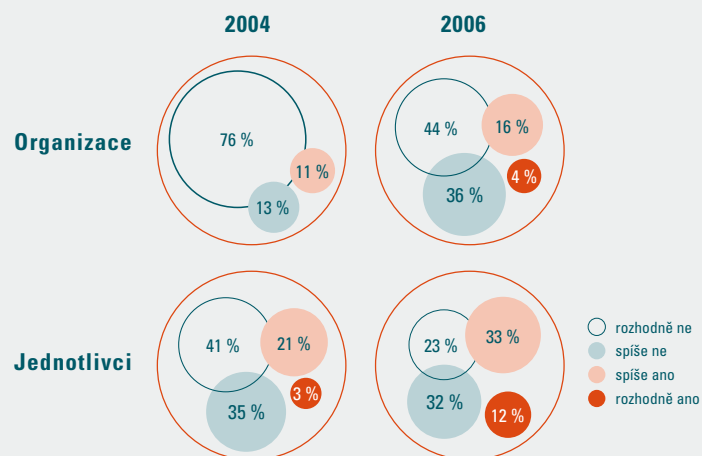 2004 2006
Organizace
76 %
11 %
13 %
44 %
16 %
4 %
36 %
Jednotlivci
41 %
21 %
3 %
35 %
23 %
33 %
32 %
12 %
rozhodně ne
spíše ne
spíše ano
rozhodně ano